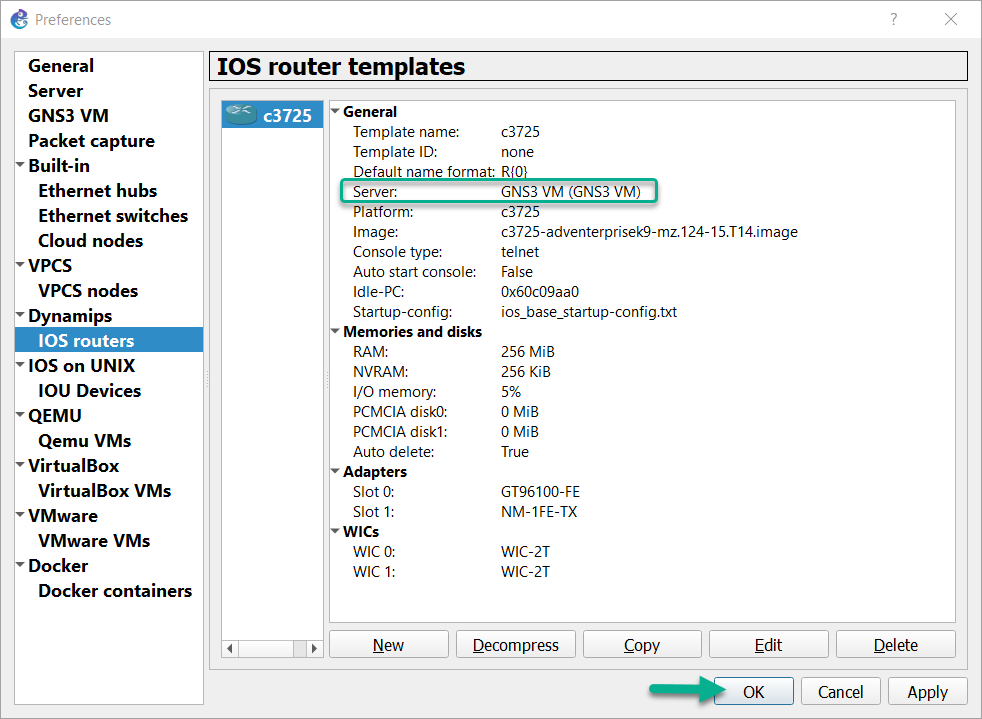 Preferences
?
General
Server
GNS3 VM
Packet capture
Built-in
Ethernet hubs
Ethernet switches
Cloud nodes
VPCS
VPCS nodes
Dynamips
IOS routers
IOS on UNIX
IOU Devices
QEMU
Qemu VMs
VirtualBox
VirtualBox VMs
VMware
VMware VMs
Docker
Docker containers
IOS router templates
c3725
General
Template name: c3725
Template ID: none
Default name format: R{0}
Server: GNS3 VM (GNS3 VM)
Platform: c3725
Image: c3725-adventerprisek9-mz.124-15.T14.image
Console type: telnet
Auto start console: False
Idle-PC: 0x60c09aa0
Startup-config: ios_base_startup-config.txt
Memories and disks
RAM: 256 MiB
NVRAM: 256 KiB
I/O memory: 5%
PCMCIA disk0: 0 MiB
PCMCIA disk1: 0 MiB
Auto delete: True
Adapters
Slot 0: GT96100-FE
Slot 1: NM-1FE-TX
WICs
WIC 0: WIC-2T
WIC 1: WIC-2T
New Decompress Copy Edit Delete
OK Cancel Apply